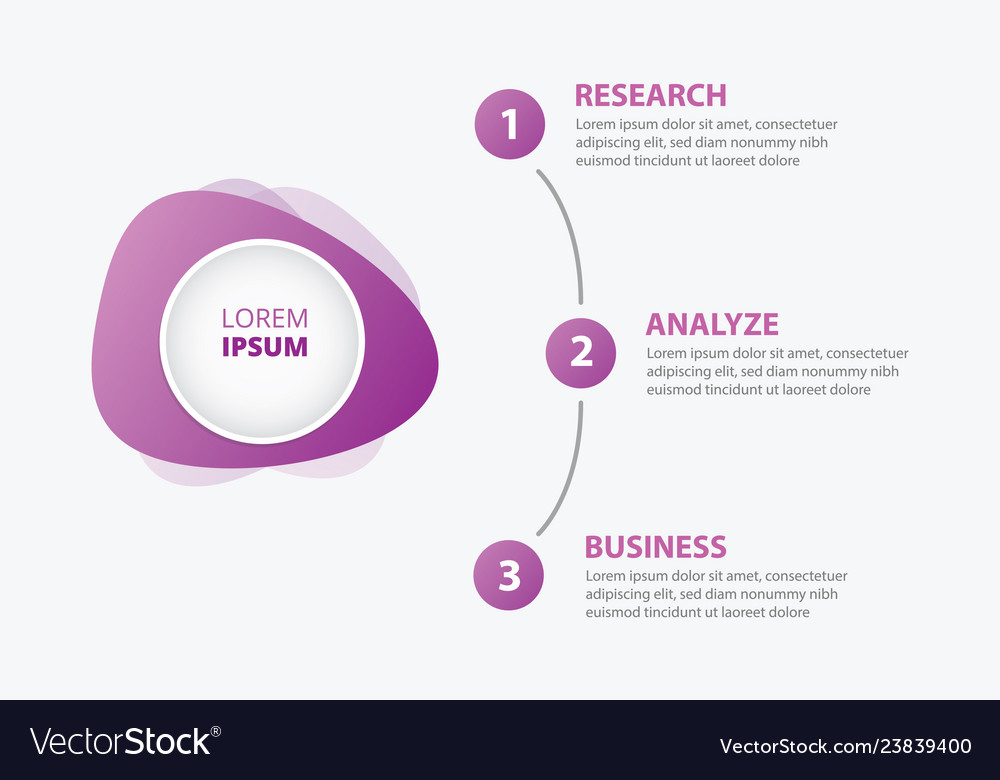 1
RESEARCH
Lorem ipsum dolor sit amet, consectetuer
adipiscing elit, sed diam nonummy nibh
euismod tincidunt ut laoreet dolore
LOREM
IPSUM
2
ANALYZE
Lorem ipsum dolor sit amet, consectetuer
adipiscing elit, sed diam nonummy nibh
euismod tincidunt ut laoreet dolore
3
BUSINESS
Lorem ipsum dolor sit amet, consectetuer
adipiscing elit, sed diam nonummy nibh
euismod tincidunt ut laoreet dolore
VectorStock®
VectorStock.com/23839400